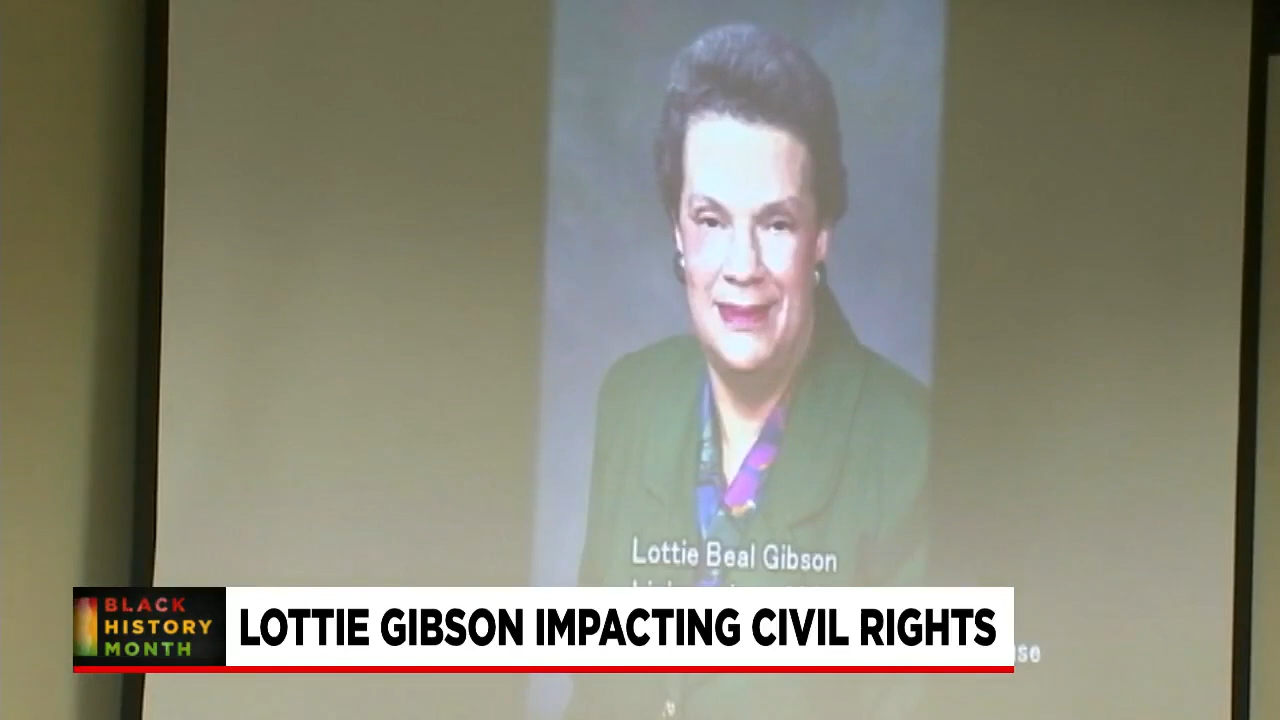 Lottie Beal Gibson
BLACK
HISTORY
MONTH
LOTTIE GIBSON IMPACTING CIVIL RIGHTS